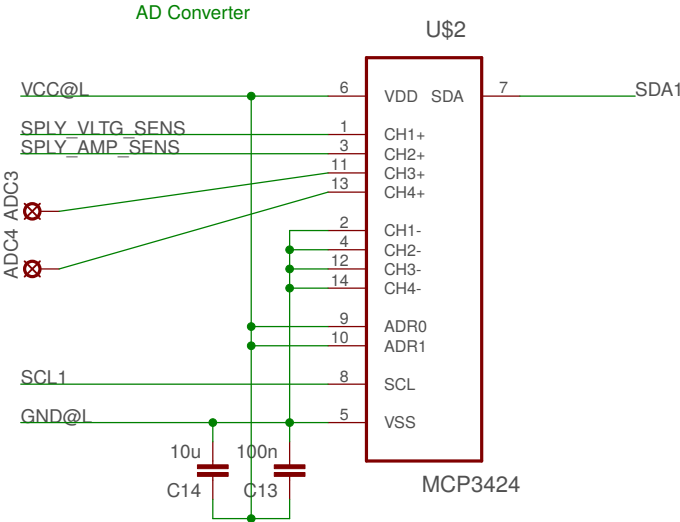 AD Converter
U$2
VCC@L 6 VDD SDA 7 SDA1
SPLY_VLTG_SENS 1 CH1+
SPLY_AMP_SENS 3 CH2+
ADC3 11 CH3+
ADC4 13 CH4+
2 CH1-
4 CH2-
12 CH3-
14 CH4-
9 ADR0
10 ADR1
SCL1 8 SCL
GND@L 5 VSS
10u 100n
C14 C13
MCP3424